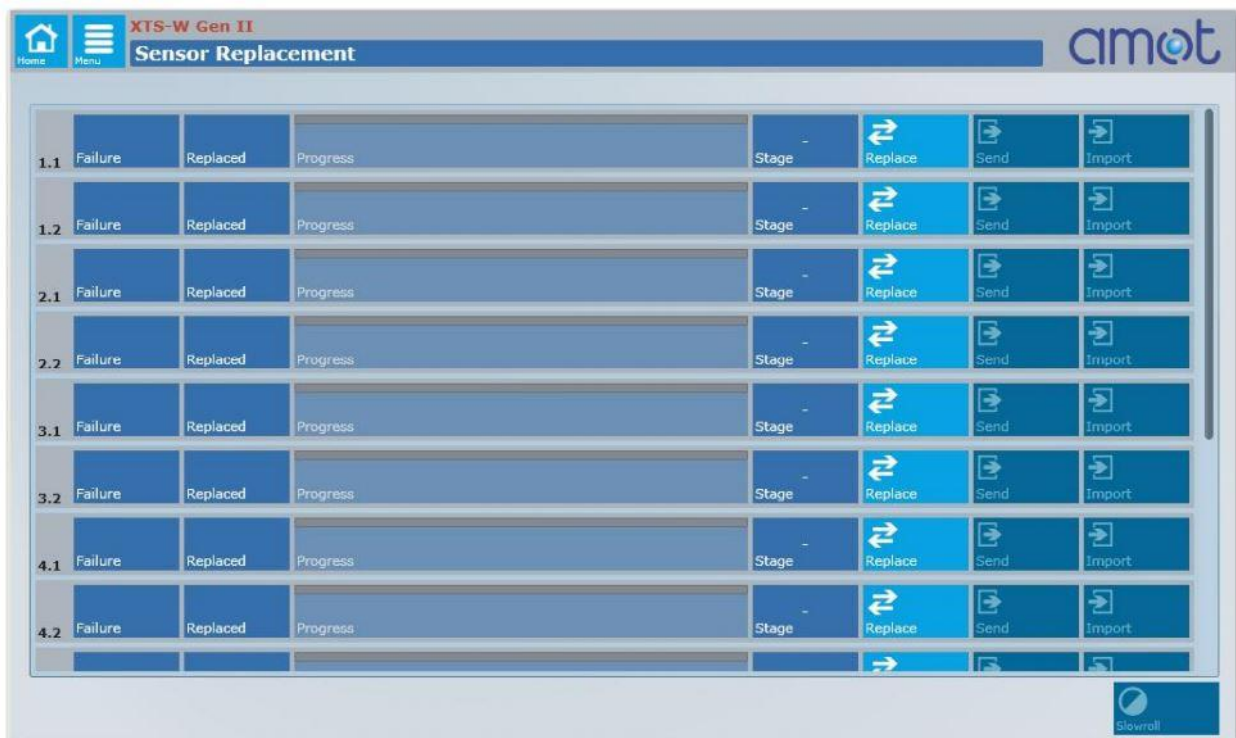 XTS-W Gen II
Home Menu Sensor Replacement
amot
1.1 Failure Replaced Progress - Stage Replace Send Import
1.2 Failure Replaced Progress - Stage Replace Send Import
2.1 Failure Replaced Progress - Stage Replace Send Import
2.2 Failure Replaced Progress - Stage Replace Send Import
3.1 Failure Replaced Progress - Stage Replace Send Import
3.2 Failure Replaced Progress - Stage Replace Send Import
4.1 Failure Replaced Progress - Stage Replace Send Import
4.2 Failure Replaced Progress - Stage Replace Send Import
Slowroll